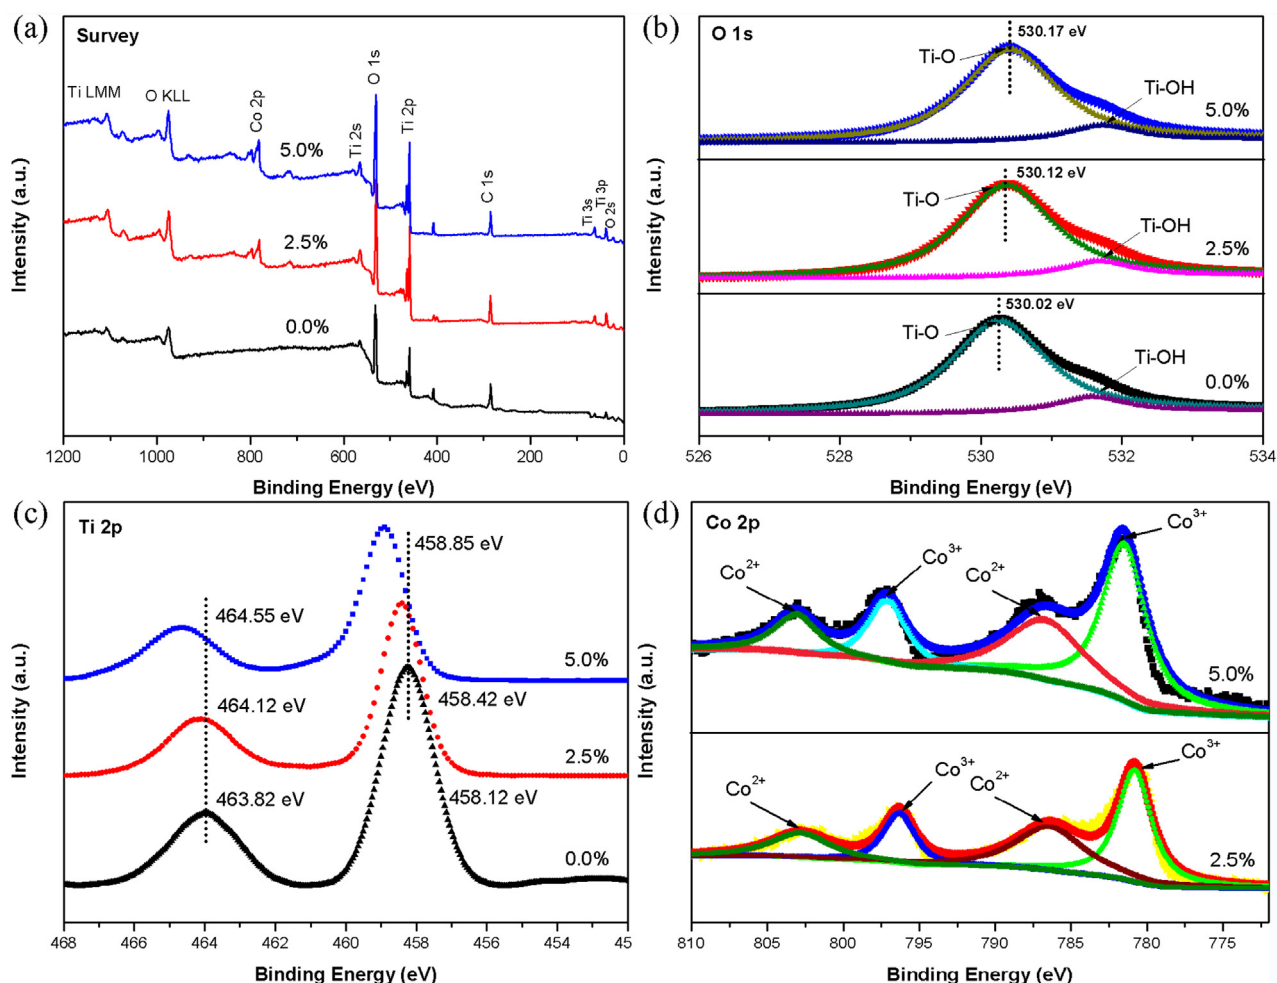 (a)
Survey
Ti LMM
O KLL
Co 2p
Ti 2s
O 1s
Ti 2p
C 1s
Ti 3s
Ti 3p
O 2s
5.0%
2.5%
0.0%
Intensity (a.u.)
1200 1000 800 600 400 200 0
Binding Energy (eV)
(b)
O 1s
530.17 eV
Ti-O
Ti-OH
5.0%
530.12 eV
Ti-O
Ti-OH
2.5%
530.02 eV
Ti-O
Ti-OH
0.0%
Intensity (a.u.)
526 528 530 532 534
Binding Energy (eV)
(c)
Ti 2p
458.85 eV
464.55 eV
5.0%
464.12 eV
458.42 eV
2.5%
463.82 eV
458.12 eV
0.0%
Intensity (a.u.)
468 466 464 462 460 458 456 454 45
Binding Energy (eV)
(d)
Co 2p
Co³⁺
Co³⁺
Co²⁺
Co²⁺
5.0%
Co³⁺
Co³⁺
Co²⁺
Co²⁺
2.5%
Intensity (a.u.)
810 805 800 795 790 785 780 775
Binding Energy (eV)